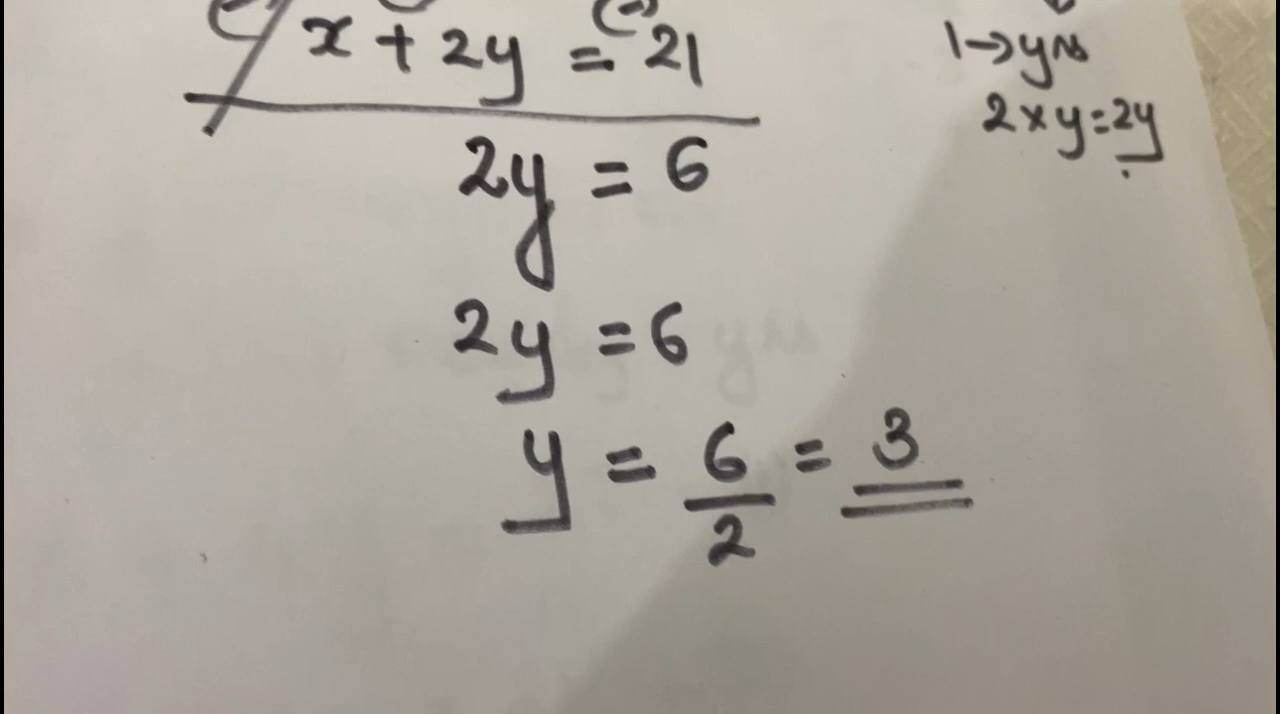 (-) x + 2y = (-) 21
2y = 6
2y = 6
y = 6/2 = 3
1→yrs
2×y=2y